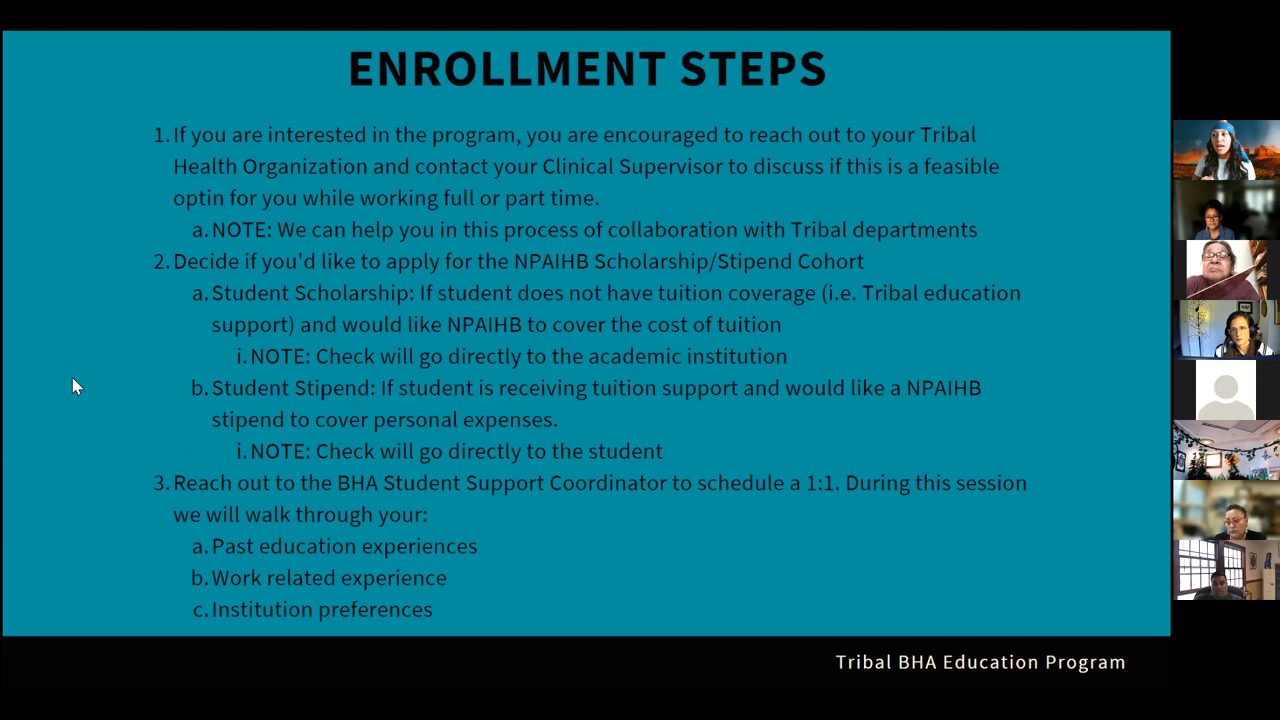 ENROLLMENT STEPS
1. If you are interested in the program, you are encouraged to reach out to your Tribal
Health Organization and contact your Clinical Supervisor to discuss if this is a feasible
optin for you while working full or part time.
a. NOTE: We can help you in this process of collaboration with Tribal departments
2. Decide if you'd like to apply for the NPAIHB Scholarship/Stipend Cohort
a. Student Scholarship: If student does not have tuition coverage (i.e. Tribal education
support) and would like NPAIHB to cover the cost of tuition
i. NOTE: Check will go directly to the academic institution
b. Student Stipend: If student is receiving tuition support and would like a NPAIHB
stipend to cover personal expenses.
i. NOTE: Check will go directly to the student
3. Reach out to the BHA Student Support Coordinator to schedule a 1:1. During this session
we will walk through your:
a. Past education experiences
b. Work related experience
c. Institution preferences
Tribal BHA Education Program